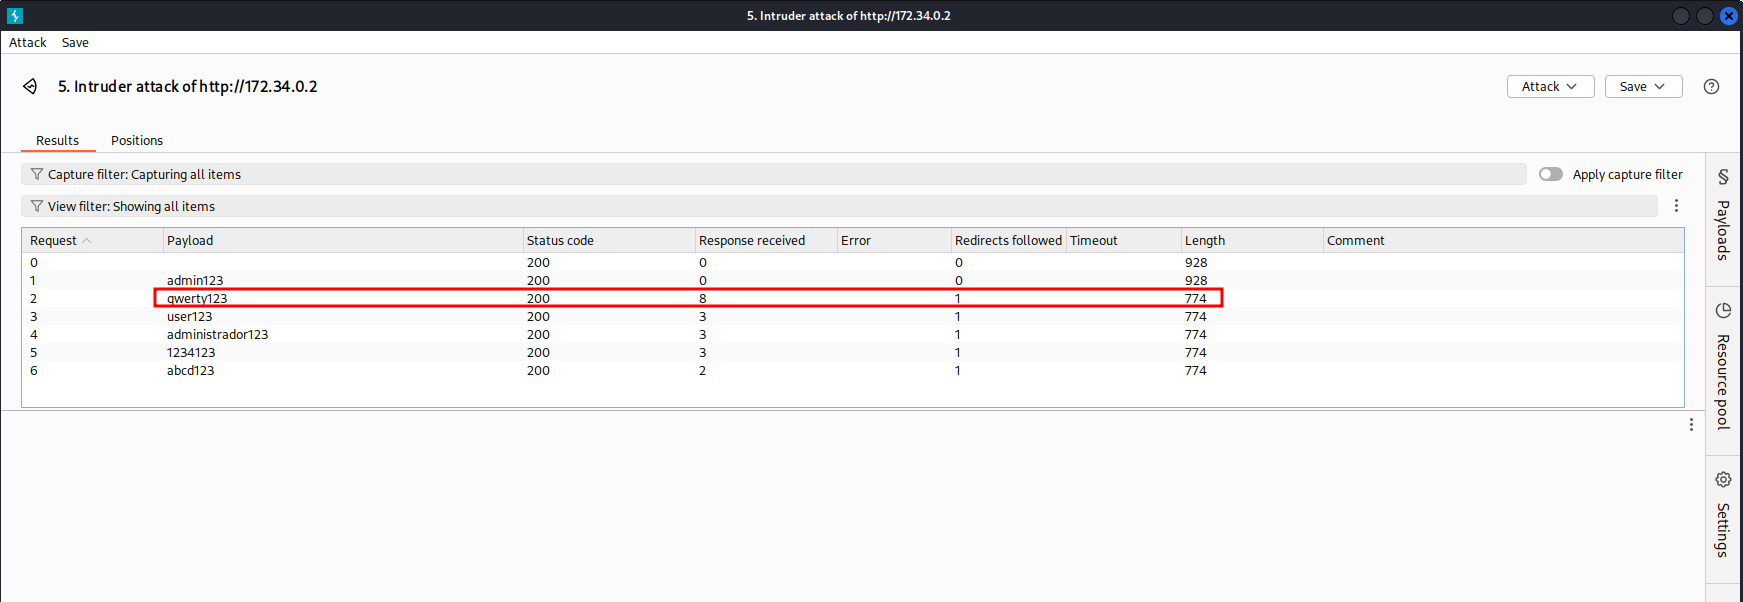 5. Intruder attack of http://172.34.0.2
Attack Save
5. Intruder attack of http://172.34.0.2
Attack Save
Results Positions
Capture filter: Capturing all items
Apply capture filter
View filter: Showing all items
Request Payload Status code Response received Error Redirects followed Timeout Length Comment
0 200 0 0 928
1 admin123 200 0 0 928
2 qwerty123 200 8 1 774
3 user123 200 3 1 774
4 administrador123 200 3 1 774
5 1234123 200 3 1 774
6 abcd123 200 2 1 774
Payloads
Resource pool
Settings